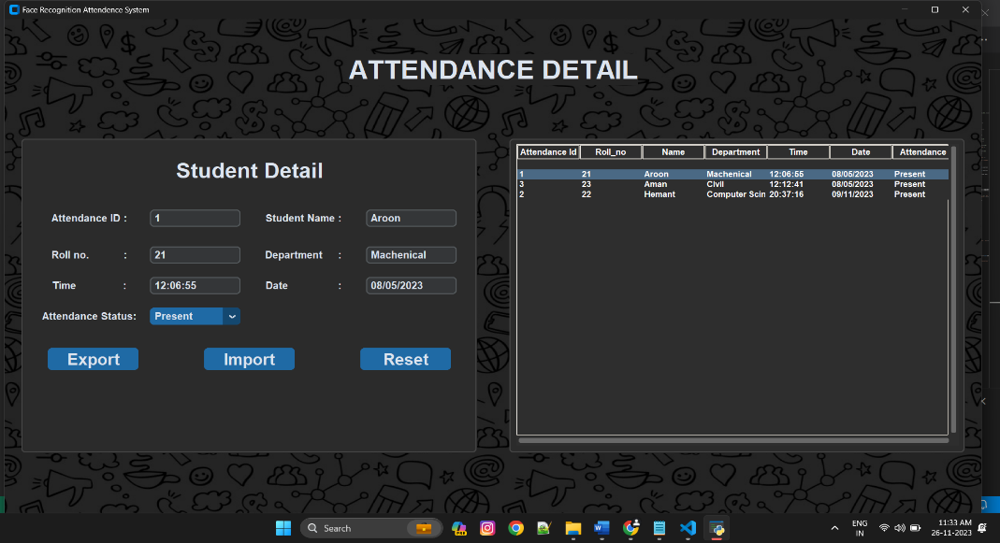 Face Recognition Attendence System
ATTENDANCE DETAIL
Student Detail
Attendance ID : 1 Student Name : Aroon
Roll no. : 21 Department : Machenical
Time : 12:06:55 Date : 08/05/2023
Attendance Status: Present
Export Import Reset
Attendance Id Roll_no Name Department Time Date Attendance
1 21 Aroon Machenical 12:06:55 08/05/2023 Present
3 23 Aman Civil 12:12:41 08/05/2023 Present
2 22 Hemant Computer Scin 20:37:16 09/11/2023 Present
Search
ENG
IN
11:33 AM
26-11-2023